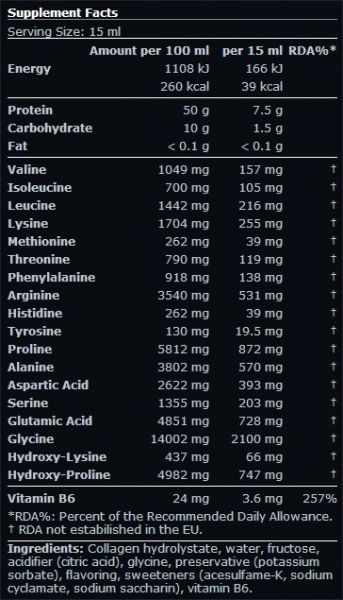 Supplement Facts
Serving Size: 15 ml
Amount per 100 ml per 15 ml RDA%*
Energy 1108 kJ 166 kJ
260 kcal 39 kcal
Protein 50 g 7.5 g
Carbohydrate 10 g 1.5 g
Fat < 0.1 g < 0.1 g
Valine 1049 mg 157 mg †
Isoleucine 700 mg 105 mg †
Leucine 1442 mg 216 mg †
Lysine 1704 mg 255 mg †
Methionine 262 mg 39 mg †
Threonine 790 mg 119 mg †
Phenylalanine 918 mg 138 mg †
Arginine 3540 mg 531 mg †
Histidine 262 mg 39 mg †
Tyrosine 130 mg 19.5 mg †
Proline 5812 mg 872 mg †
Alanine 3802 mg 570 mg †
Aspartic Acid 2622 mg 393 mg †
Serine 1355 mg 203 mg †
Glutamic Acid 4851 mg 728 mg †
Glycine 14002 mg 2100 mg †
Hydroxy-Lysine 437 mg 66 mg †
Hydroxy-Proline 4982 mg 747 mg †
Vitamin B6 24 mg 3.6 mg 257%
*RDA%: Percent of the Recommended Daily Allowance.
† RDA not estabilished in the EU.
Ingredients: Collagen hydrolystate, water, fructose,
acidifier (citric acid), glycine, preservative (potassium
sorbate), flavoring, sweeteners (acesulfame-K, sodium
cyclamate, sodium saccharin), vitamin B6.